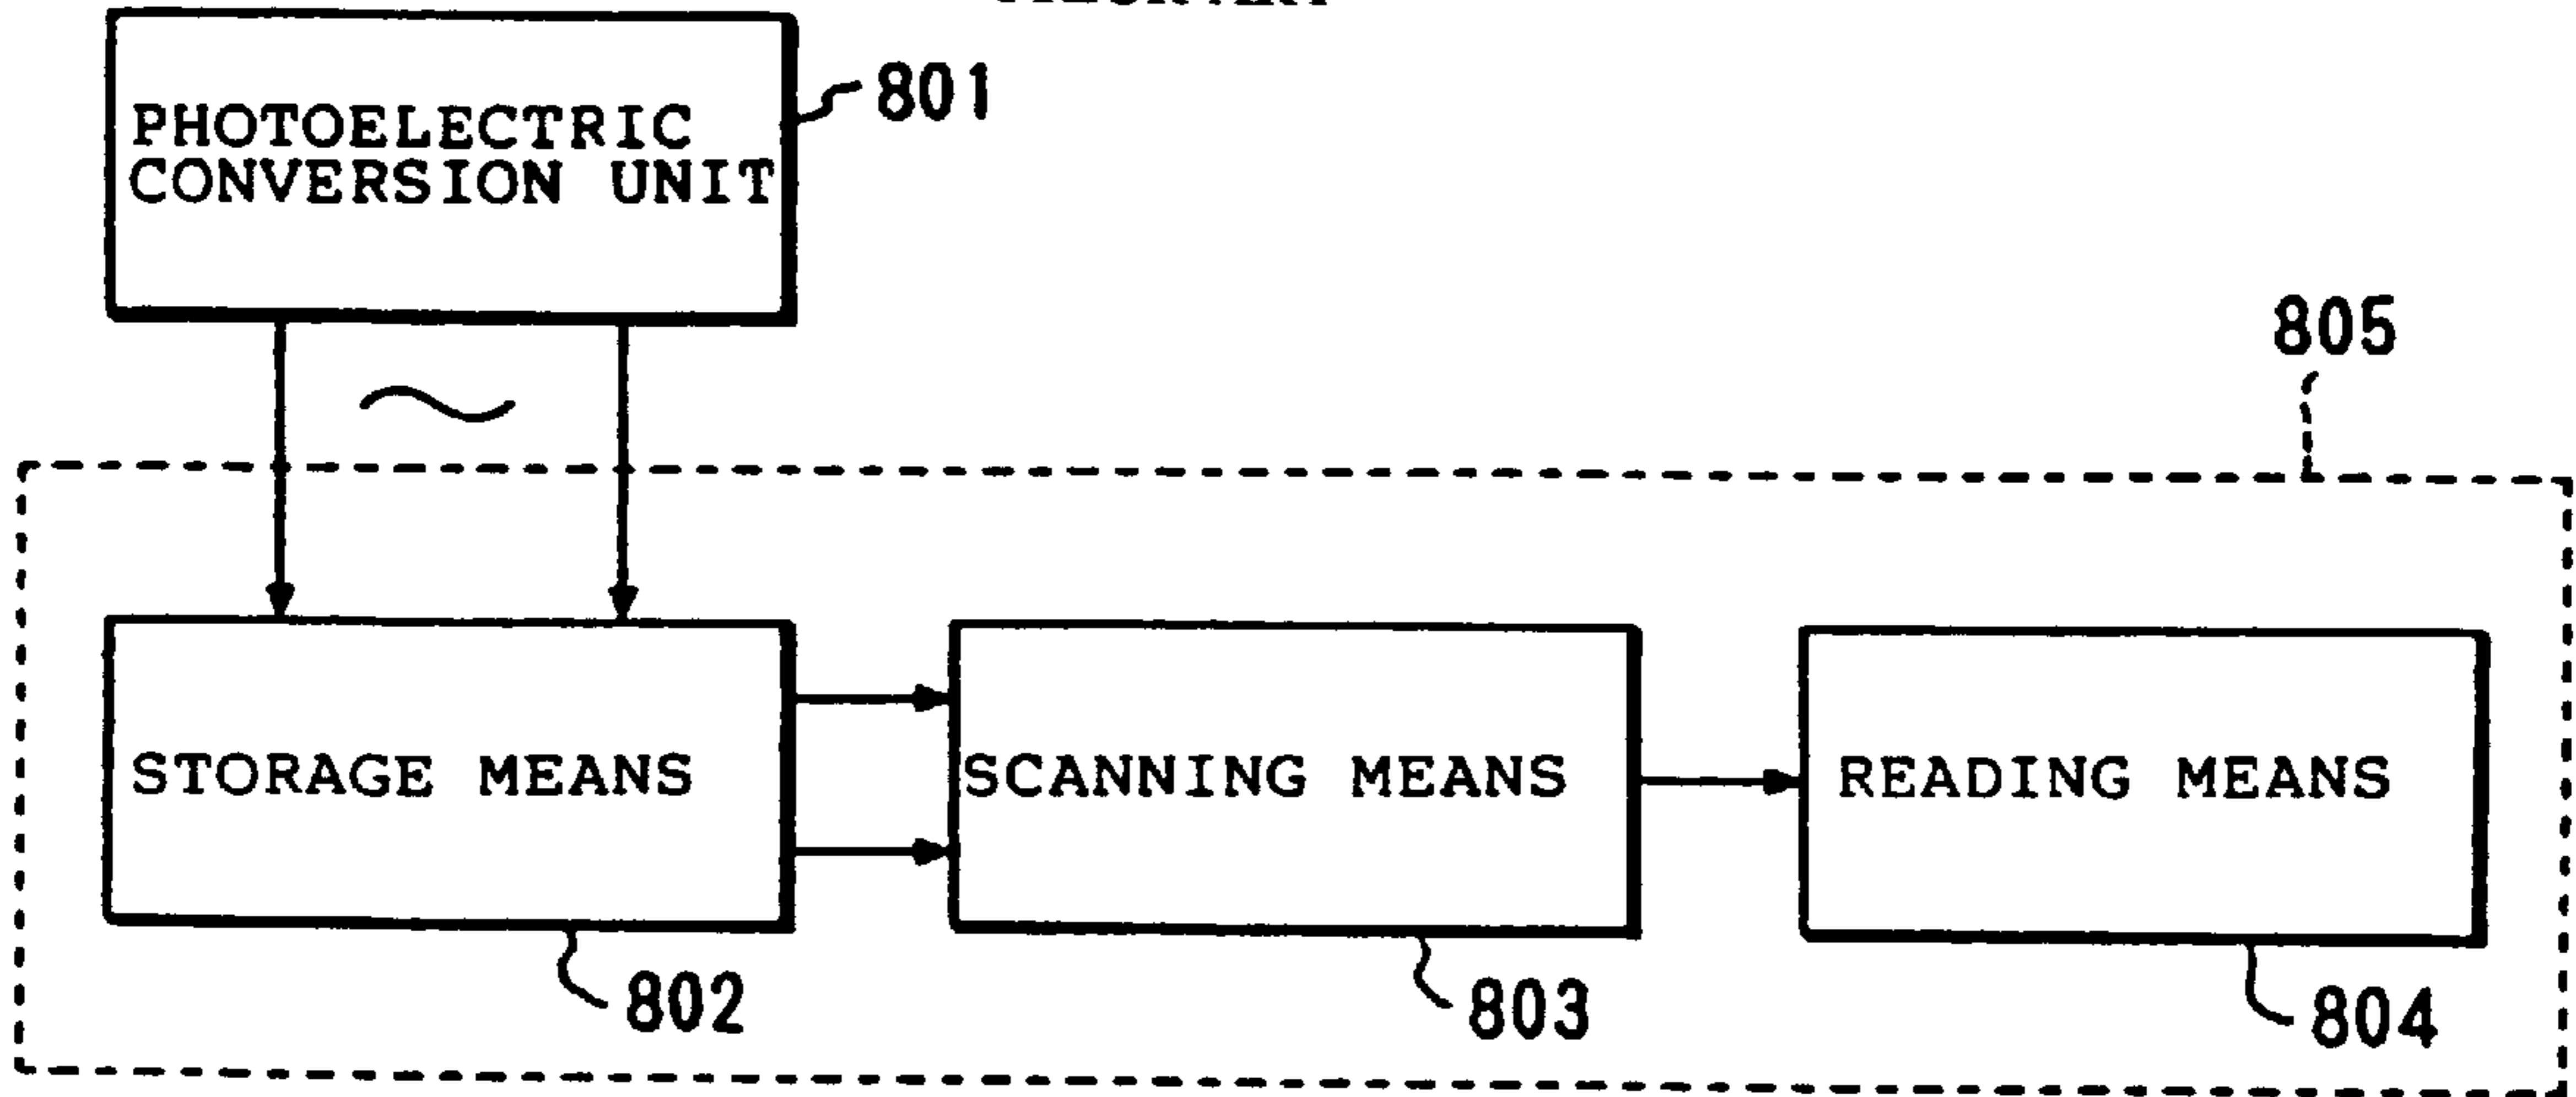 PHOTOELECTRIC
CONVERSION UNIT
801
805
STORAGE MEANS
SCANNING MEANS
READING MEANS
802
803
804